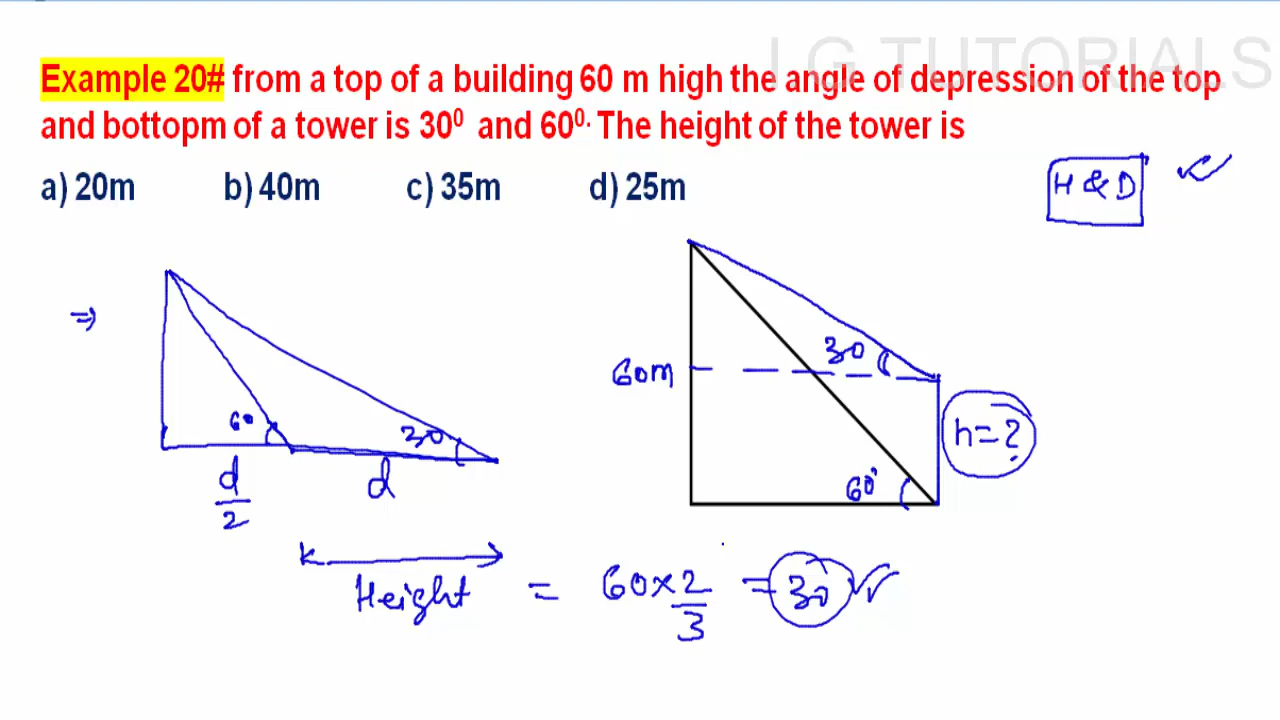 LG TUTORIALS
Example 20# from a top of a building 60 m high the angle of depression of the top
and bottopm of a tower is 30⁰ and 60⁰. The height of the tower is
a) 20m b) 40m c) 35m d) 25m
H & D
⇒
60 30
d/2 d
Height = 60 × 2/3 = 30
60m
30
h = ?
60°